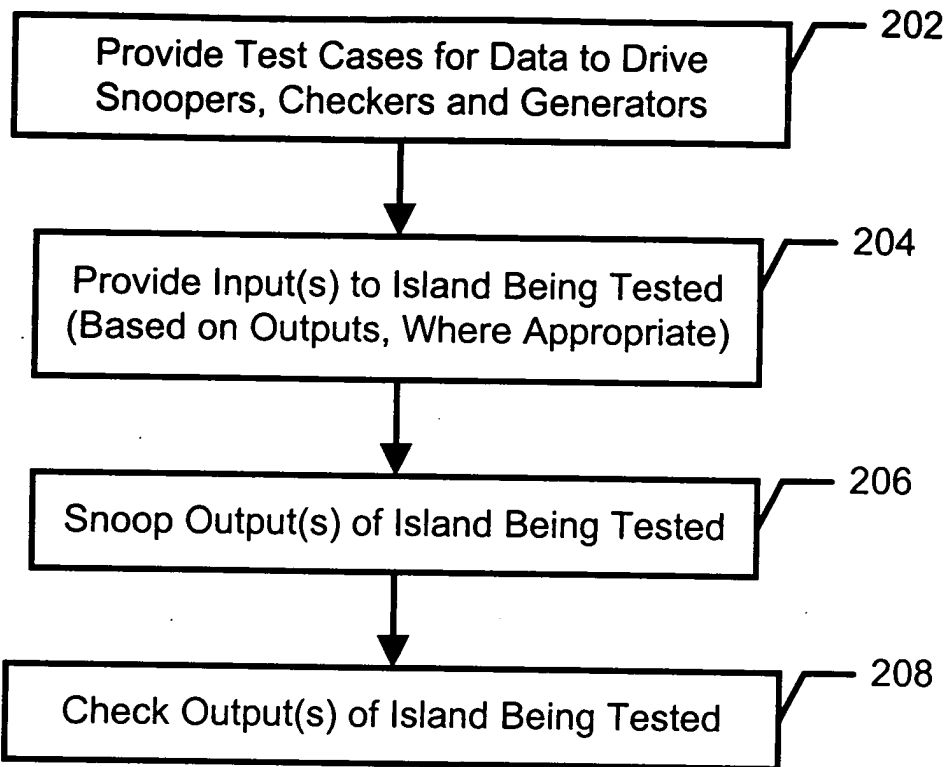 202
Provide Test Cases for Data to Drive
Snoopers, Checkers and Generators
204
Provide Input(s) to Island Being Tested
(Based on Outputs, Where Appropriate)
206
Snoop Output(s) of Island Being Tested
208
Check Output(s) of Island Being Tested